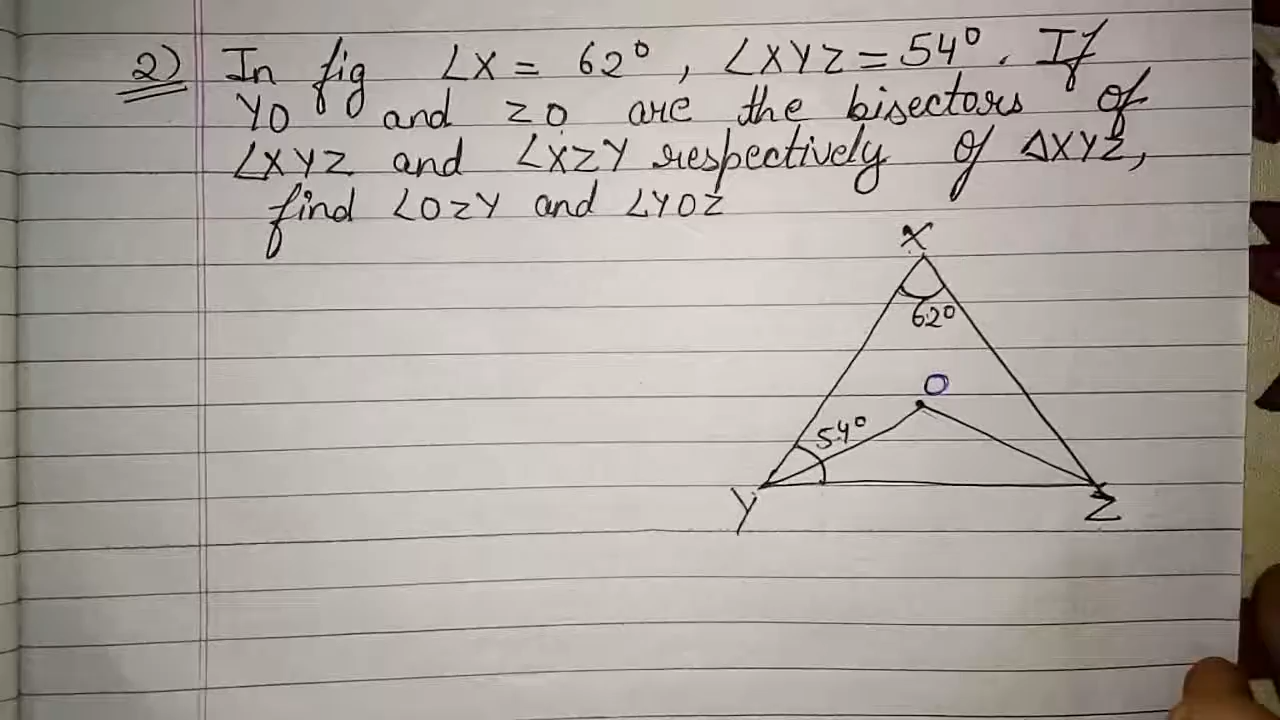 2) In fig ∠X = 62°, ∠XYZ = 54°. If
YO and ZO are the bisectors of
∠XYZ and ∠XZY respectively of ΔXYZ,
find ∠OZY and ∠YOZ
X
62°
O
54°
Y
Z